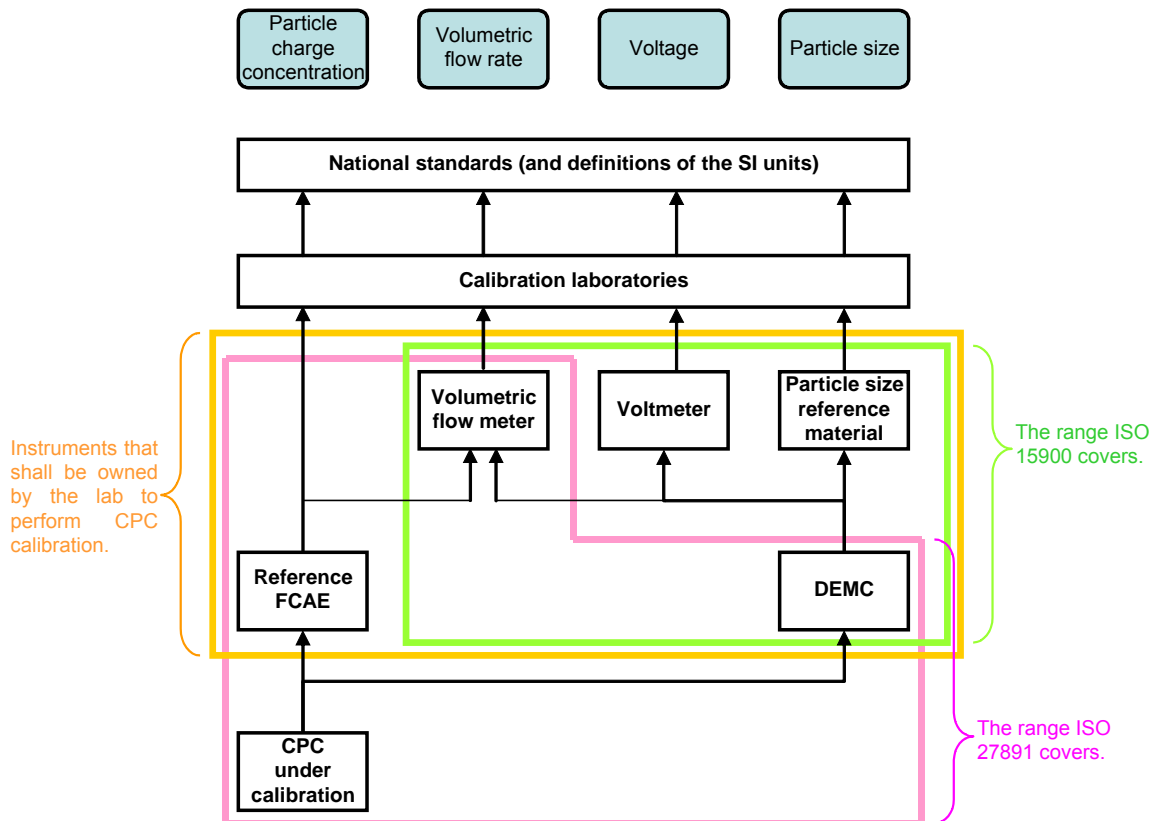 Particle
charge
concentration
Volumetric
flow rate
Voltage
Particle size
National standards (and definitions of the SI units)
Calibration laboratories
Volumetric
flow meter
Voltmeter
Particle size
reference
material
Instruments that
shall be owned
by the lab to
perform CPC
calibration.
The range ISO
15900 covers.
Reference
FCAE
DEMC
The range ISO
27891 covers.
CPC
under
calibration